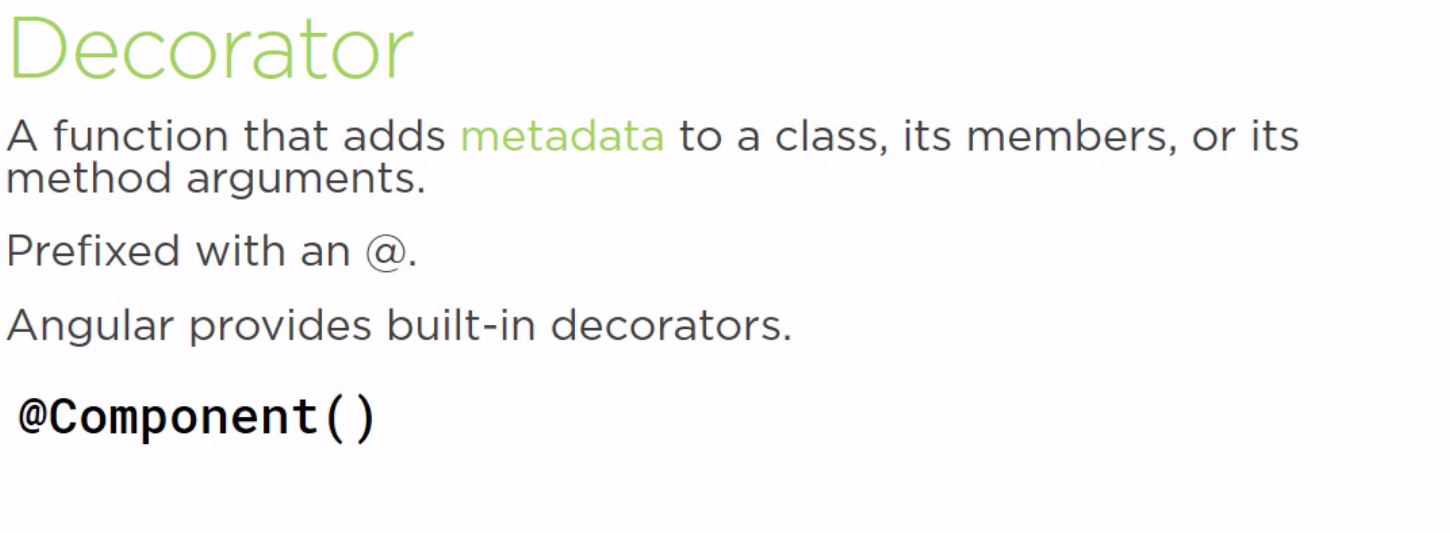 Decorator
A function that adds metadata to a class, its members, or its
method arguments.
Prefixed with an @.
Angular provides built-in decorators.
@Component()